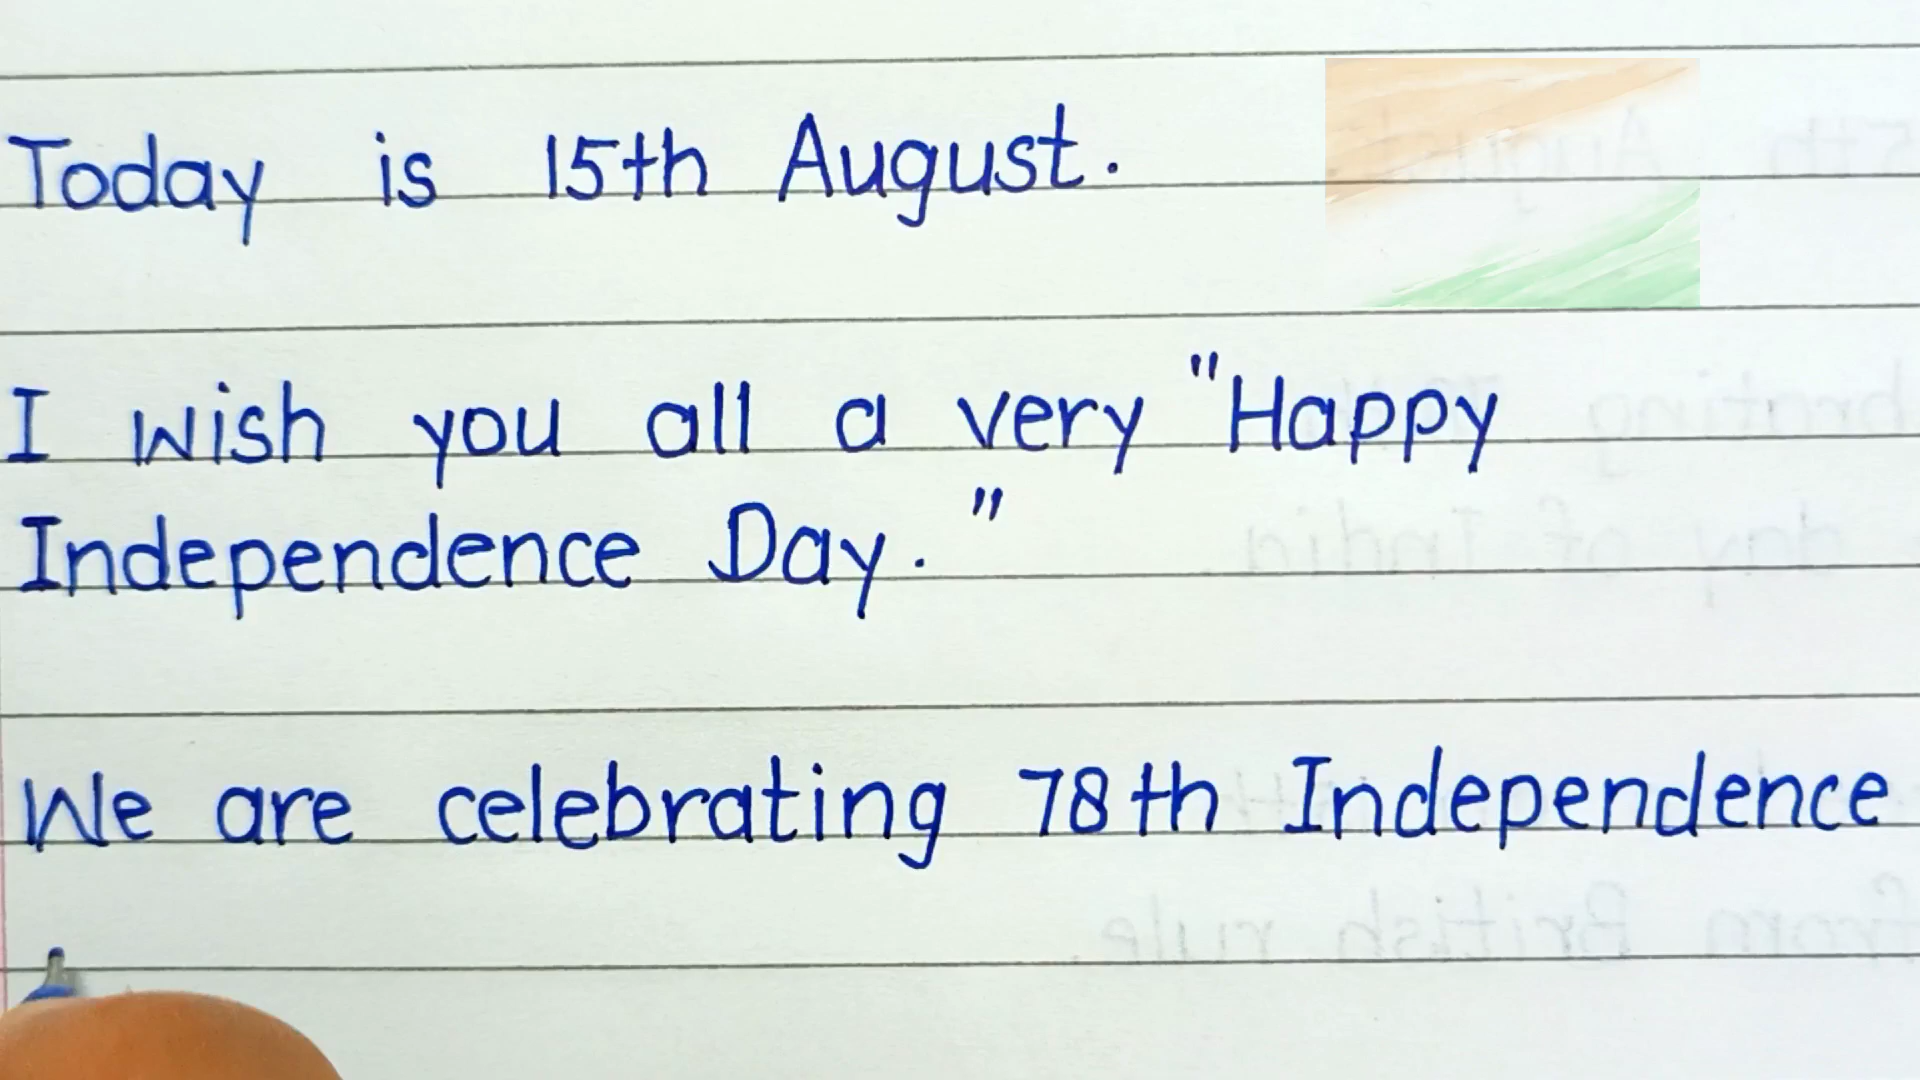 Today is 15th August.
I wish you all a very "Happy
Independence Day."
We are celebrating 78th Independence